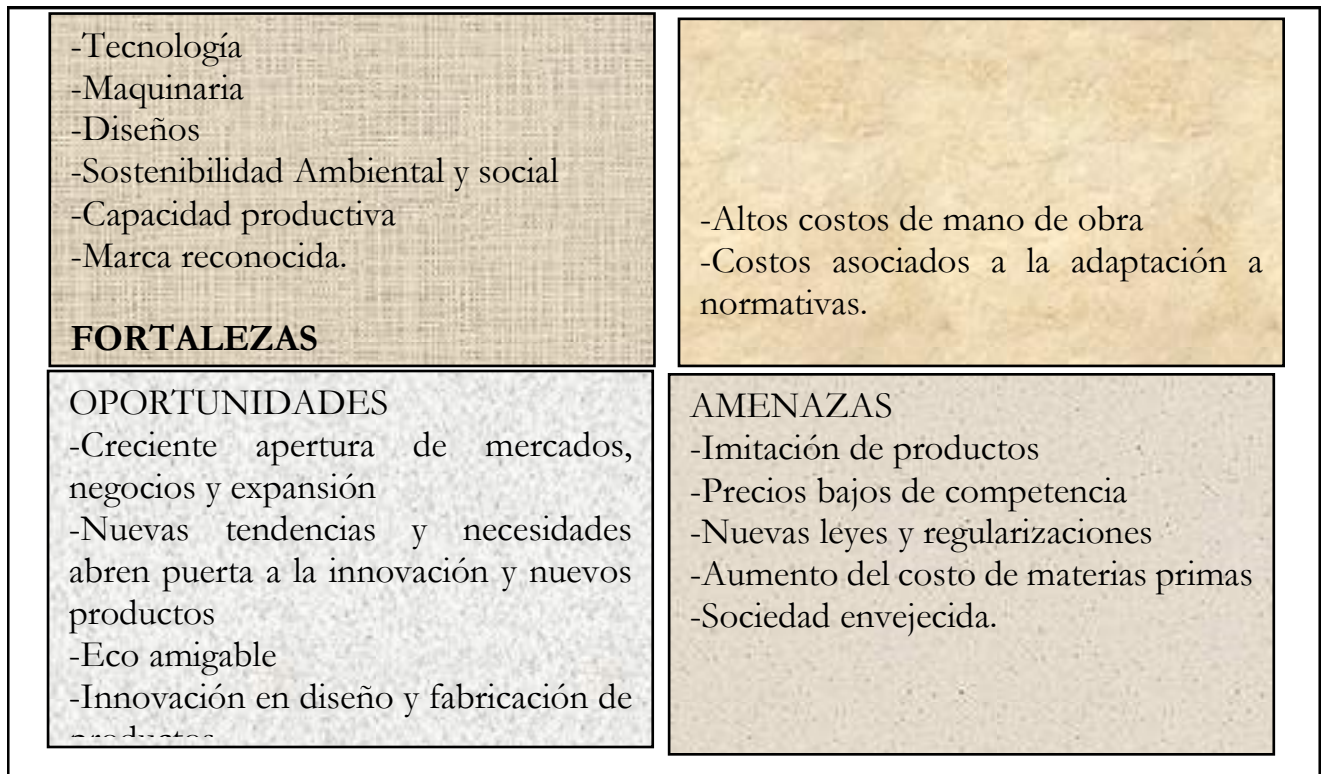 -Tecnología
-Maquinaria
-Diseños
-Sostenibilidad Ambiental y social
-Capacidad productiva
-Marca reconocida.
FORTALEZAS
-Altos costos de mano de obra
-Costos asociados a la adaptación a
normativas.
OPORTUNIDADES
-Creciente apertura de mercados,
negocios y expansión
-Nuevas tendencias y necesidades
abren puerta a la innovación y nuevos
productos
-Eco amigable
-Innovación en diseño y fabricación de
AMENAZAS
-Imitación de productos
-Precios bajos de competencia
-Nuevas leyes y regularizaciones
-Aumento del costo de materias primas
-Sociedad envejecida.